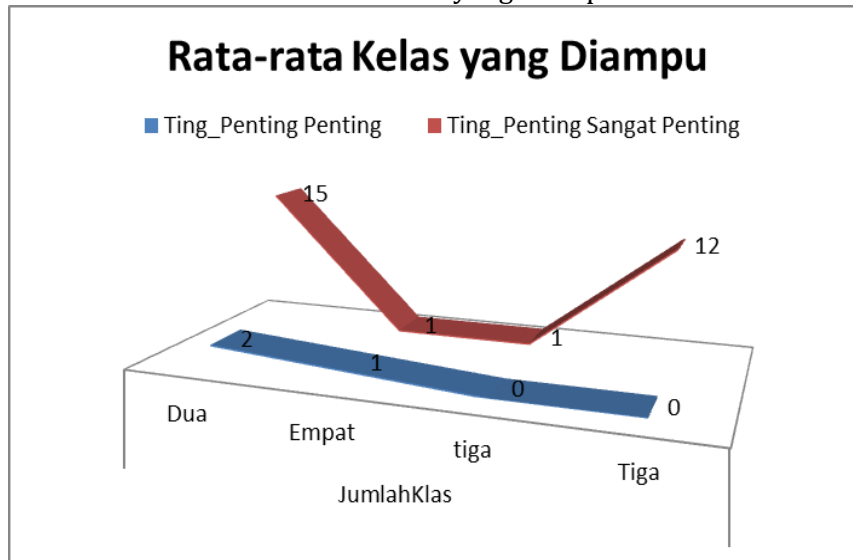 Rata-rata Kelas yang Diampu
Ting_Penting Penting
Ting_Penting Sangat Penting
15
12
1
1
2
1
0
0
Dua
Empat
tiga
Tiga
JumlahKlas